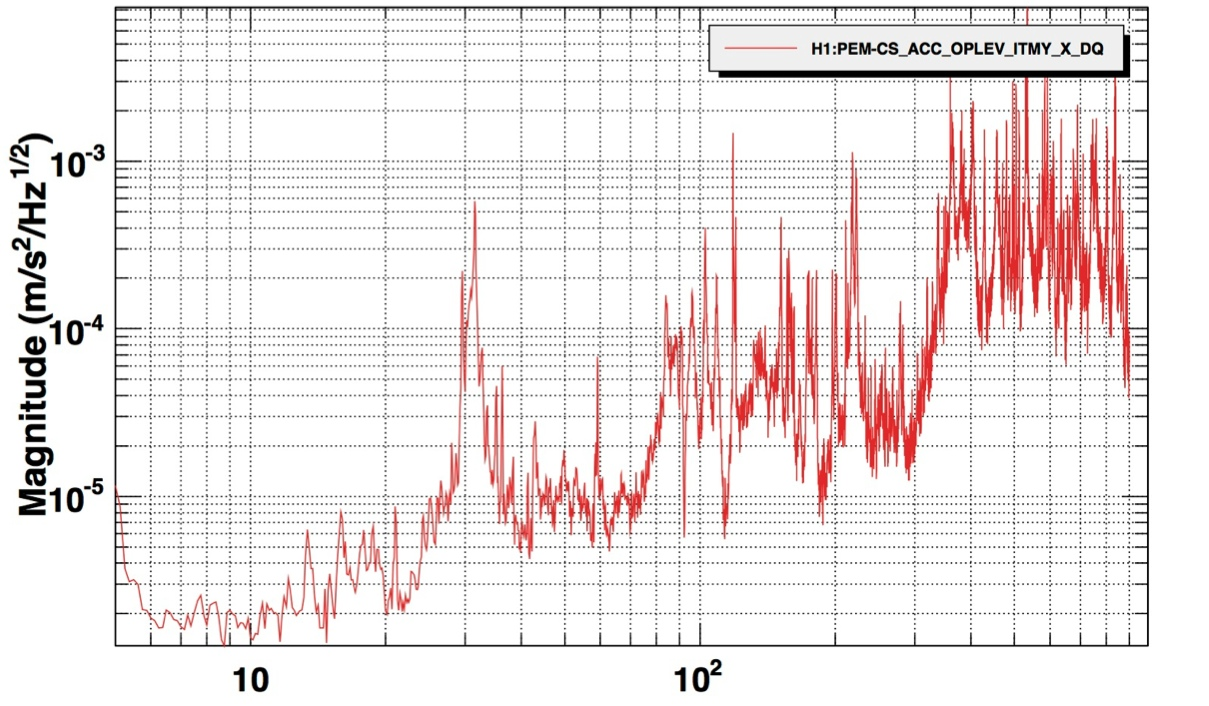 H1:PEM-CS_ACC_OPLEV_ITMY_X_DQ
Magnitude (m/s²/Hz^1/2)
10⁻³
10⁻⁴
10⁻⁵
10
10²